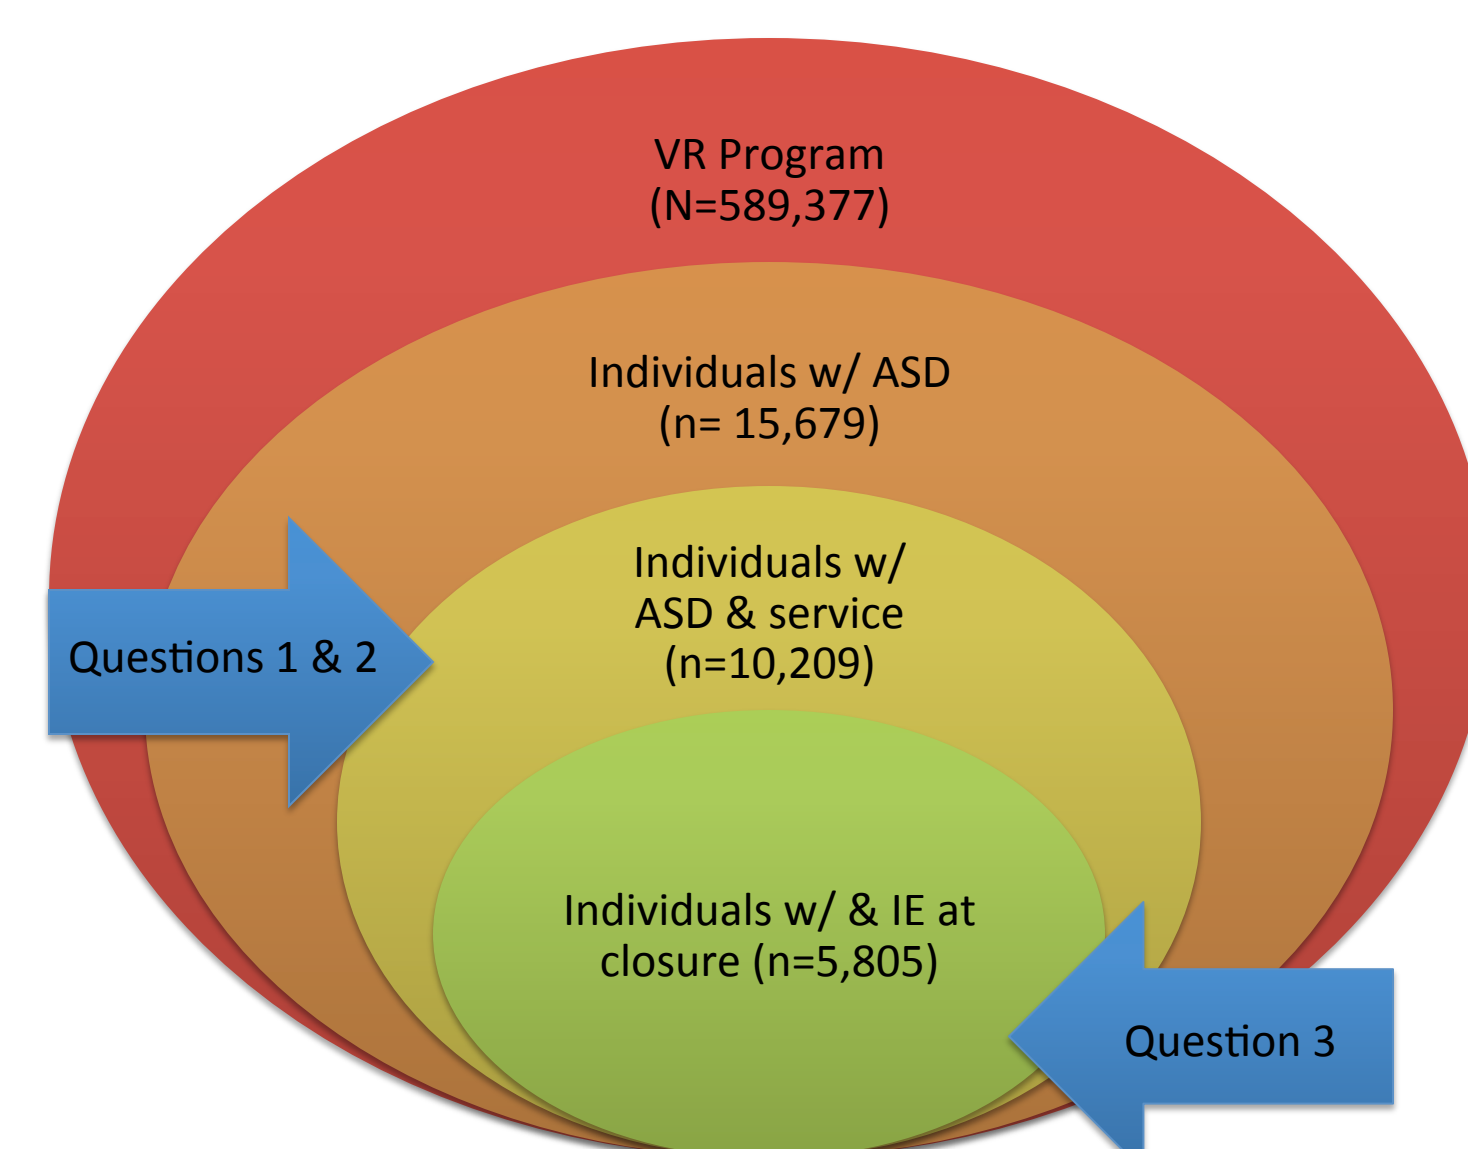 VR Program
(N=589,377)
Individuals w/ ASD
(n= 15,679)
Individuals w/
ASD & service
(n=10,209)
Questions 1 & 2
Individuals w/ & IE at
closure (n=5,805)
Question 3